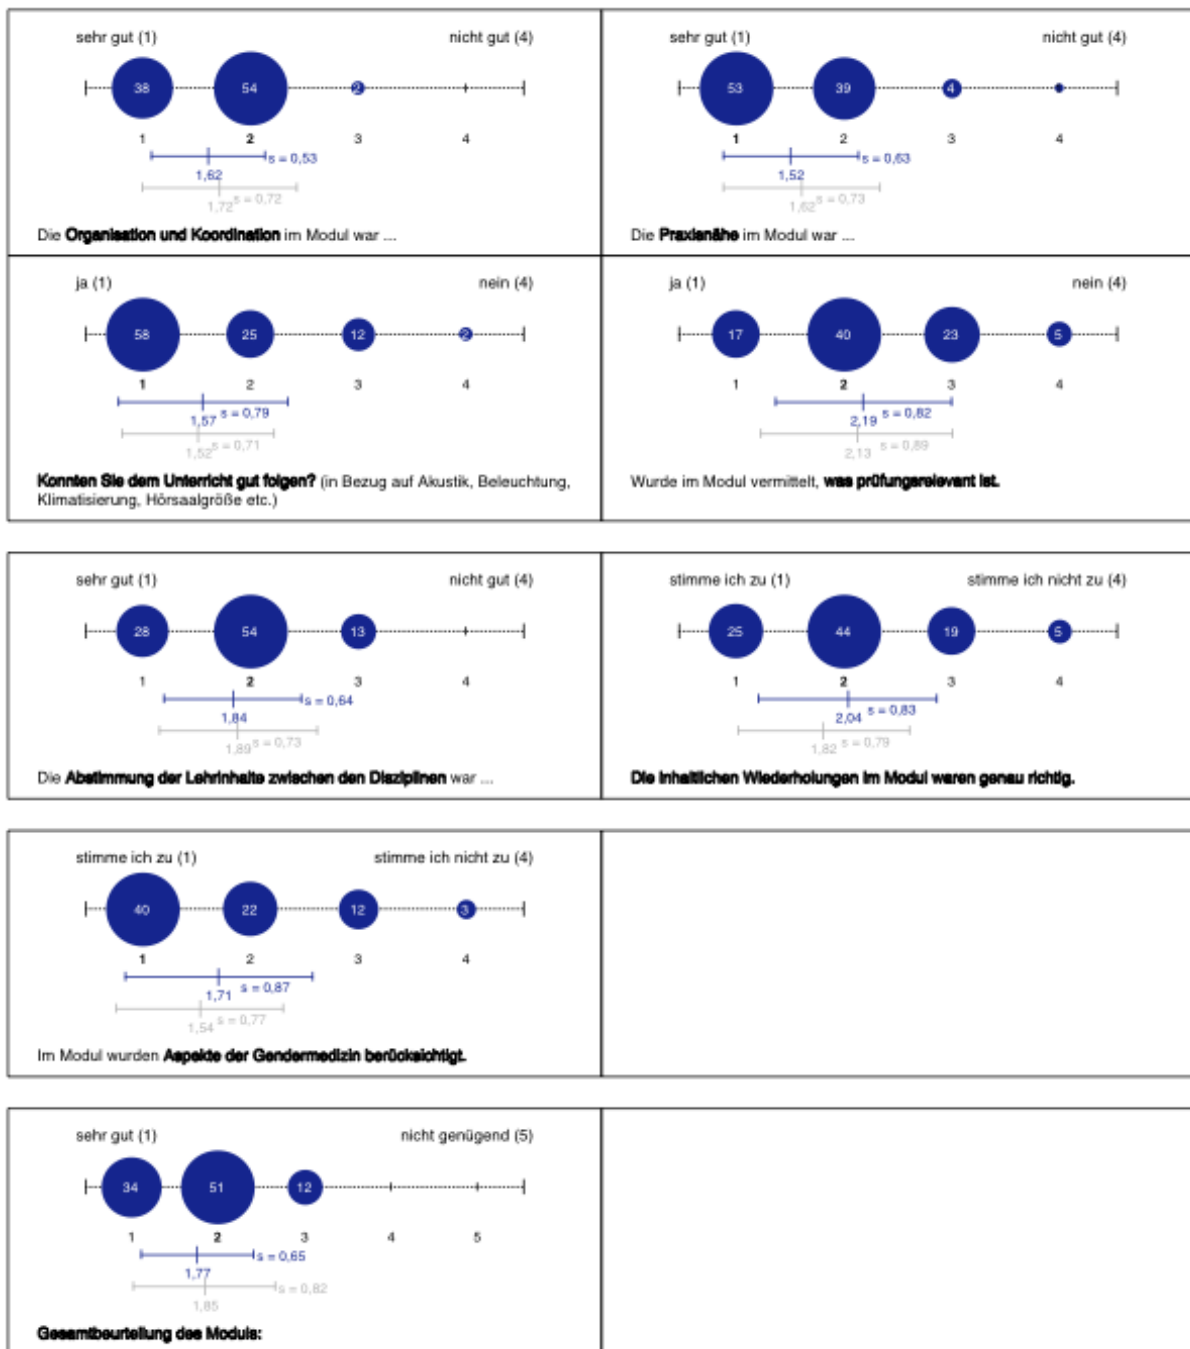 sehr gut (1) nicht gut (4)
38 54 2
1 2 3 4
s = 0,53
1,62
s = 0,72
1,72
Die Organisation und Koordination im Modul war ...
sehr gut (1) nicht gut (4)
53 39 4
1 2 3 4
s = 0,63
1,52
s = 0,73
1,62
Die Praxisnähe im Modul war ...
ja (1) nein (4)
58 25 12 2
1 2 3 4
s = 0,79
1,57
s = 0,71
1,52
Konnten Sie dem Unterricht gut folgen? (in Bezug auf Akustik, Beleuchtung,
Klimatisierung, Hörsaalgröße etc.)
ja (1) nein (4)
17 40 23 5
1 2 3 4
s = 0,82
2,19
s = 0,89
2,13
Wurde im Modul vermittelt, was prüfungsrelevant ist.
sehr gut (1) nicht gut (4)
28 54 13
1 2 3 4
s = 0,64
1,84
s = 0,73
1,89
Die Abstimmung der Lehrinhalte zwischen den Disziplinen war ...
stimme ich zu (1) stimme ich nicht zu (4)
25 44 19 5
1 2 3 4
s = 0,83
2,04
s = 0,79
1,82
Die inhaltlichen Wiederholungen im Modul waren genau richtig.
stimme ich zu (1) stimme ich nicht zu (4)
40 22 12 3
1 2 3 4
s = 0,87
1,71
s = 0,77
1,54
Im Modul wurden Aspekte der Gendermedizin berücksichtigt.
sehr gut (1) nicht genügend (5)
34 51 12
1 2 3 4 5
s = 0,65
1,77
s = 0,82
1,85
Gesamtbeurteilung des Moduls: